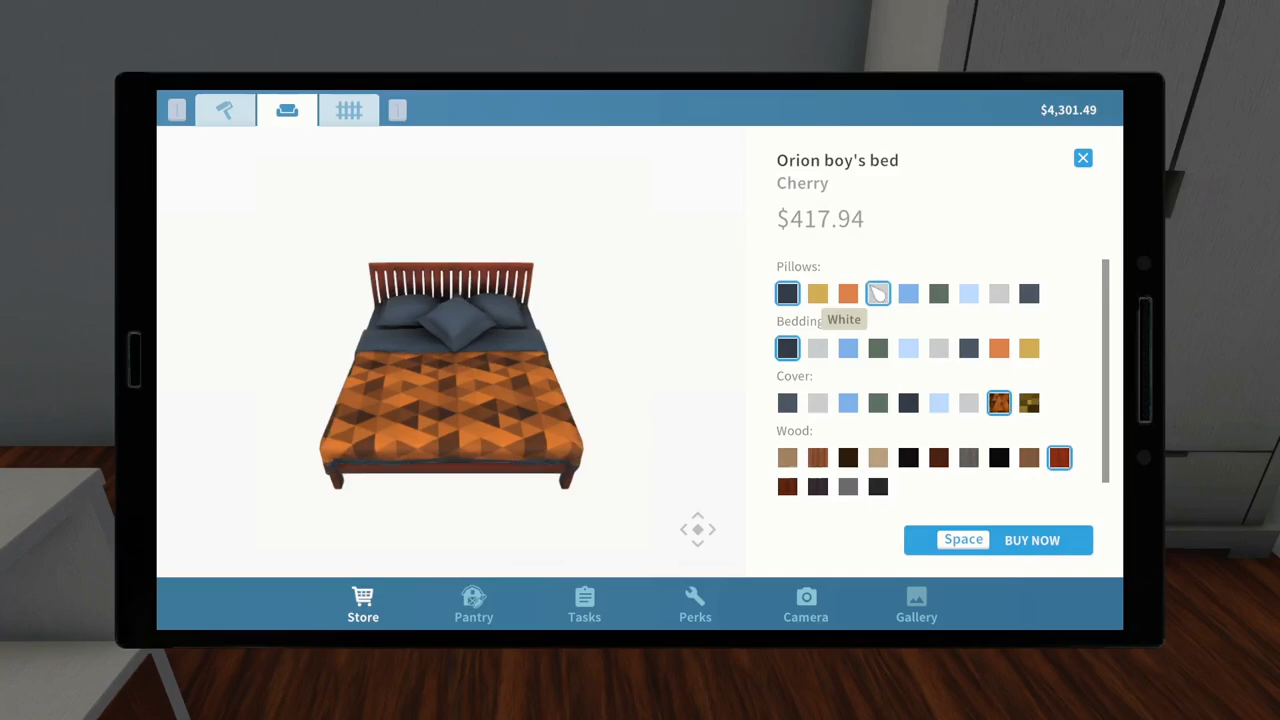 $4,301.49
Orion boy's bed
Cherry
$417.94
Pillows:
White
Bedding
Cover:
Wood:
Space BUY NOW
Store Pantry Tasks Perks Camera Gallery